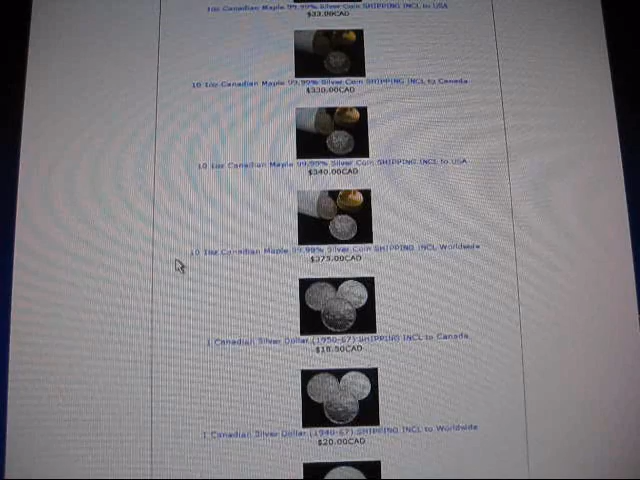 1oz Canadian Maple 99.99% Silver Coin SHIPPING INCL to USA
$33.00CAD
10 1oz Canadian Maple 99.99% Silver Coin SHIPPING INCL to Canada
$330.00CAD
10 1oz Canadian Maple 99.99% Silver Coin SHIPPING INCL to USA
$340.00CAD
10 1oz Canadian Maple 99.99% Silver Coin SHIPPING INCL Worldwide
$375.00CAD
1 Canadian Silver Dollar (1950-67) SHIPPING INCL to Canada
$18.50CAD
1 Canadian Silver Dollar (1940-67) SHIPPING INCL to Worldwide
$20.00CAD